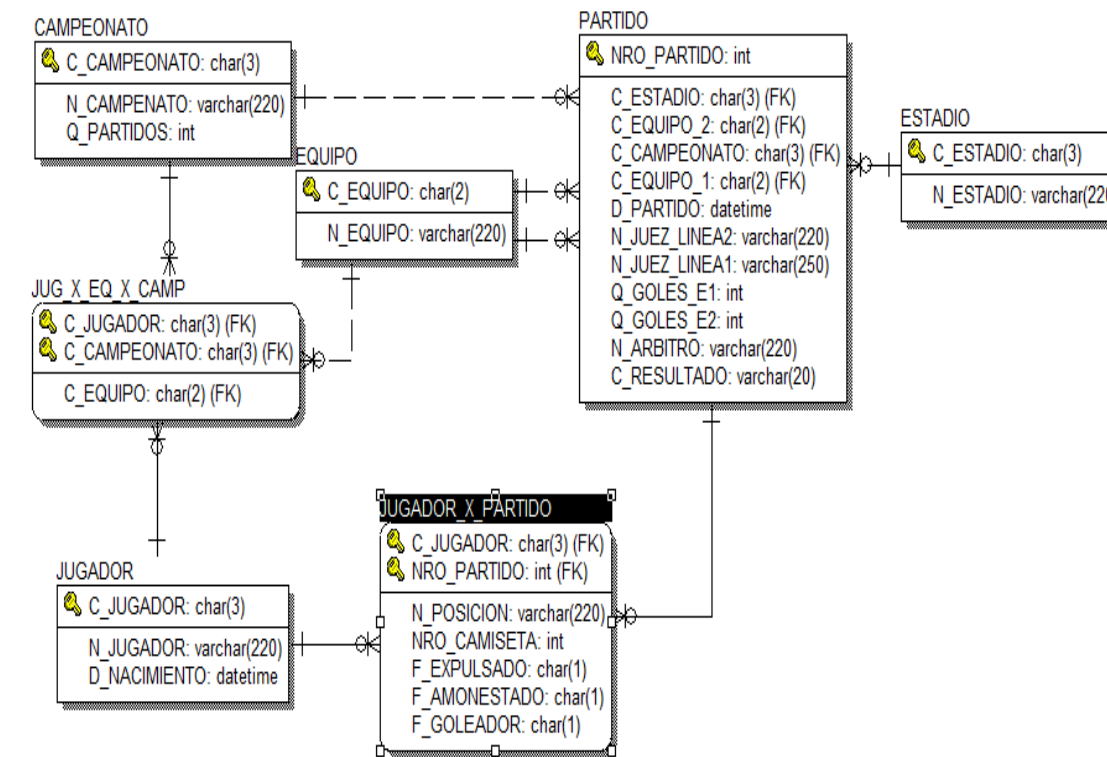 CAMPEONATO
C_CAMPEONATO: char(3)
N_CAMPENATO: varchar(220)
Q_PARTIDOS: int
EQUIPO
C_EQUIPO: char(2)
N_EQUIPO: varchar(220)
PARTIDO
NRO_PARTIDO: int
C_ESTADIO: char(3) (FK)
C_EQUIPO_2: char(2) (FK)
C_CAMPEONATO: char(3) (FK)
C_EQUIPO_1: char(2) (FK)
D_PARTIDO: datetime
N_JUEZ_LINEA2: varchar(220)
N_JUEZ_LINEA1: varchar(250)
Q_GOLES_E1: int
Q_GOLES_E2: int
N_ARBITRO: varchar(220)
C_RESULTADO: varchar(20)
ESTADIO
C_ESTADIO: char(3)
N_ESTADIO: varchar(220
JUG_X_EQ_X_CAMP
C_JUGADOR: char(3) (FK)
C_CAMPEONATO: char(3) (FK)
C_EQUIPO: char(2) (FK)
JUGADOR
C_JUGADOR: char(3)
N_JUGADOR: varchar(220)
D_NACIMIENTO: datetime
JUGADOR_X_PARTIDO
C_JUGADOR: char(3) (FK)
NRO_PARTIDO: int (FK)
N_POSICION: varchar(220)
NRO_CAMISETA: int
F_EXPULSADO: char(1)
F_AMONESTADO: char(1)
F_GOLEADOR: char(1)